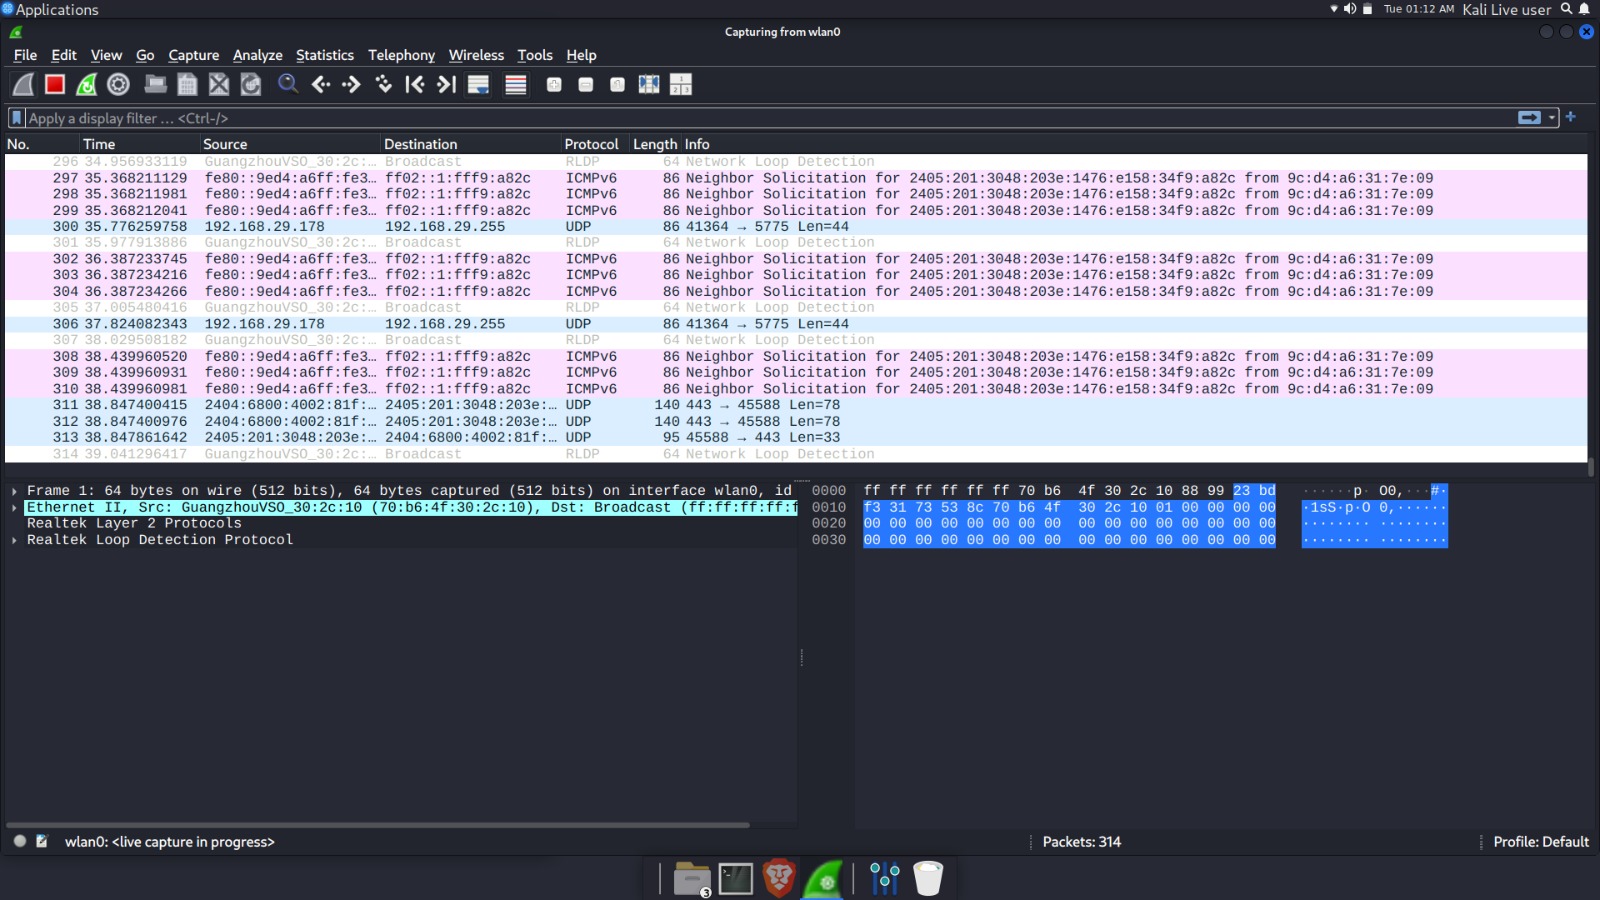 Applications
Tue 01:12 AM Kali Live user
Capturing from wlan0
File Edit View Go Capture Analyze Statistics Telephony Wireless Tools Help
Apply a display filter … <Ctrl-/>
No. Time Source Destination Protocol Length Info
296 34.956933119 GuangzhouVSO_30:2c:… Broadcast RLDP 64 Network Loop Detection
297 35.368211129 fe80::9ed4:a6ff:fe3… ff02::1:fff9:a82c ICMPv6 86 Neighbor Solicitation for 2405:201:3048:203e:1476:e158:34f9:a82c from 9c:d4:a6:31:7e:09
298 35.368211981 fe80::9ed4:a6ff:fe3… ff02::1:fff9:a82c ICMPv6 86 Neighbor Solicitation for 2405:201:3048:203e:1476:e158:34f9:a82c from 9c:d4:a6:31:7e:09
299 35.368212041 fe80::9ed4:a6ff:fe3… ff02::1:fff9:a82c ICMPv6 86 Neighbor Solicitation for 2405:201:3048:203e:1476:e158:34f9:a82c from 9c:d4:a6:31:7e:09
300 35.776259758 192.168.29.178 192.168.29.255 UDP 86 41364 → 5775 Len=44
301 35.977913886 GuangzhouVSO_30:2c:… Broadcast RLDP 64 Network Loop Detection
302 36.387233745 fe80::9ed4:a6ff:fe3… ff02::1:fff9:a82c ICMPv6 86 Neighbor Solicitation for 2405:201:3048:203e:1476:e158:34f9:a82c from 9c:d4:a6:31:7e:09
303 36.387234216 fe80::9ed4:a6ff:fe3… ff02::1:fff9:a82c ICMPv6 86 Neighbor Solicitation for 2405:201:3048:203e:1476:e158:34f9:a82c from 9c:d4:a6:31:7e:09
304 36.387234266 fe80::9ed4:a6ff:fe3… ff02::1:fff9:a82c ICMPv6 86 Neighbor Solicitation for 2405:201:3048:203e:1476:e158:34f9:a82c from 9c:d4:a6:31:7e:09
305 37.005480416 GuangzhouVSO_30:2c:… Broadcast RLDP 64 Network Loop Detection
306 37.824082343 192.168.29.178 192.168.29.255 UDP 86 41364 → 5775 Len=44
307 38.029508182 GuangzhouVSO_30:2c:… Broadcast RLDP 64 Network Loop Detection
308 38.439960520 fe80::9ed4:a6ff:fe3… ff02::1:fff9:a82c ICMPv6 86 Neighbor Solicitation for 2405:201:3048:203e:1476:e158:34f9:a82c from 9c:d4:a6:31:7e:09
309 38.439960931 fe80::9ed4:a6ff:fe3… ff02::1:fff9:a82c ICMPv6 86 Neighbor Solicitation for 2405:201:3048:203e:1476:e158:34f9:a82c from 9c:d4:a6:31:7e:09
310 38.439960981 fe80::9ed4:a6ff:fe3… ff02::1:fff9:a82c ICMPv6 86 Neighbor Solicitation for 2405:201:3048:203e:1476:e158:34f9:a82c from 9c:d4:a6:31:7e:09
311 38.847400415 2404:6800:4002:81f:… 2405:201:3048:203e:… UDP 140 443 → 45588 Len=78
312 38.847400976 2404:6800:4002:81f:… 2405:201:3048:203e:… UDP 140 443 → 45588 Len=78
313 38.847861642 2405:201:3048:203e:… 2404:6800:4002:81f:… UDP 95 45588 → 443 Len=33
314 39.041296417 GuangzhouVSO_30:2c:… Broadcast RLDP 64 Network Loop Detection
Frame 1: 64 bytes on wire (512 bits), 64 bytes captured (512 bits) on interface wlan0, id
Ethernet II, Src: GuangzhouVSO_30:2c:10 (70:b6:4f:30:2c:10), Dst: Broadcast (ff:ff:ff:ff:f
Realtek Layer 2 Protocols
Realtek Loop Detection Protocol
0000 ff ff ff ff ff ff 70 b6 4f 30 2c 10 88 99 23 bd ······p· O0,···#·
0010 f3 31 73 53 8c 70 b6 4f 30 2c 10 01 00 00 00 00 ·1sS·p·O 0,······
0020 00 00 00 00 00 00 00 00 00 00 00 00 00 00 00 00 ········ ········
0030 00 00 00 00 00 00 00 00 00 00 00 00 00 00 00 00 ········ ········
wlan0: <live capture in progress>
Packets: 314
Profile: Default
3